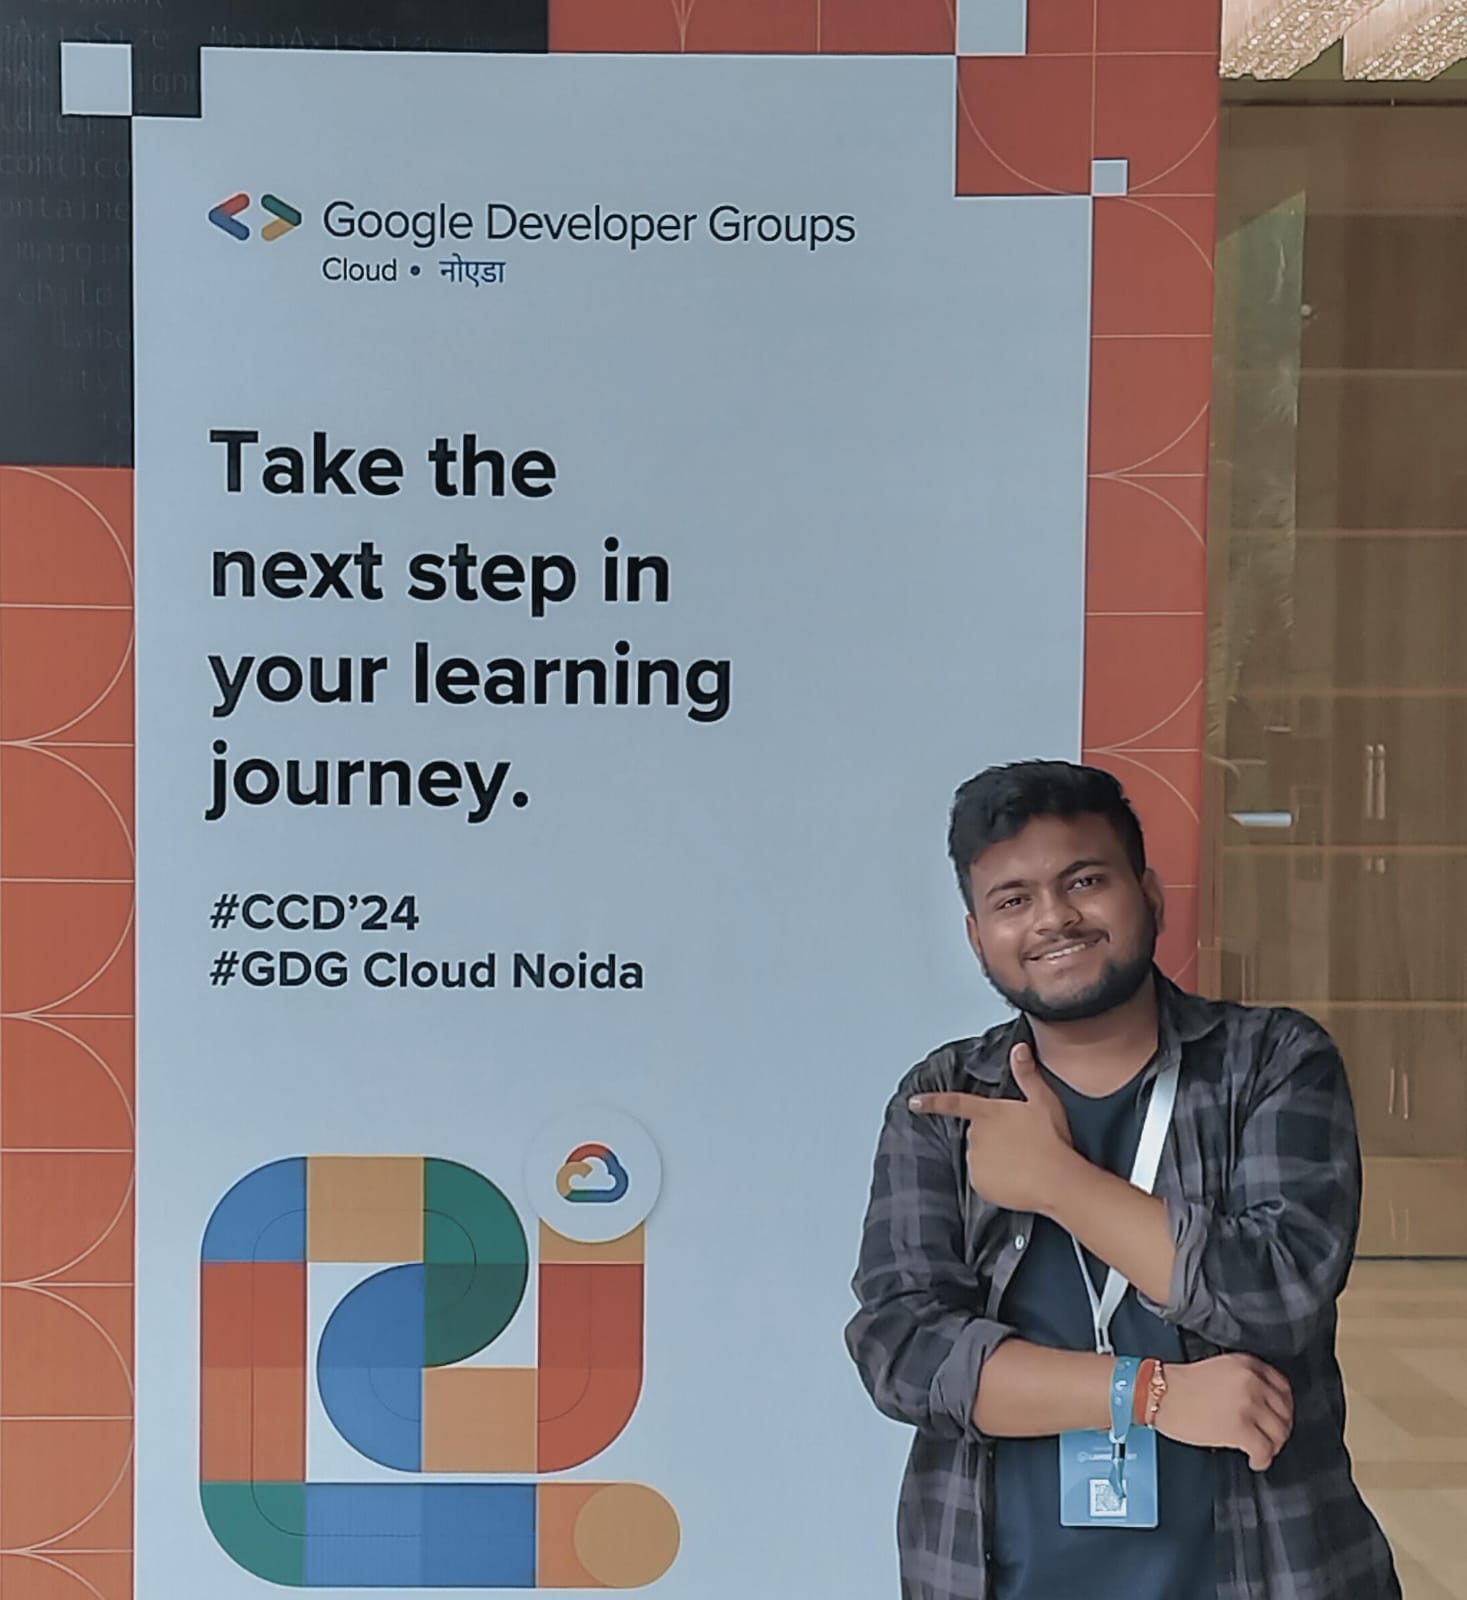 Google Developer Groups
Cloud • नोएडा
Take the
next step in
your learning
journey.
#CCD’24
#GDG Cloud Noida